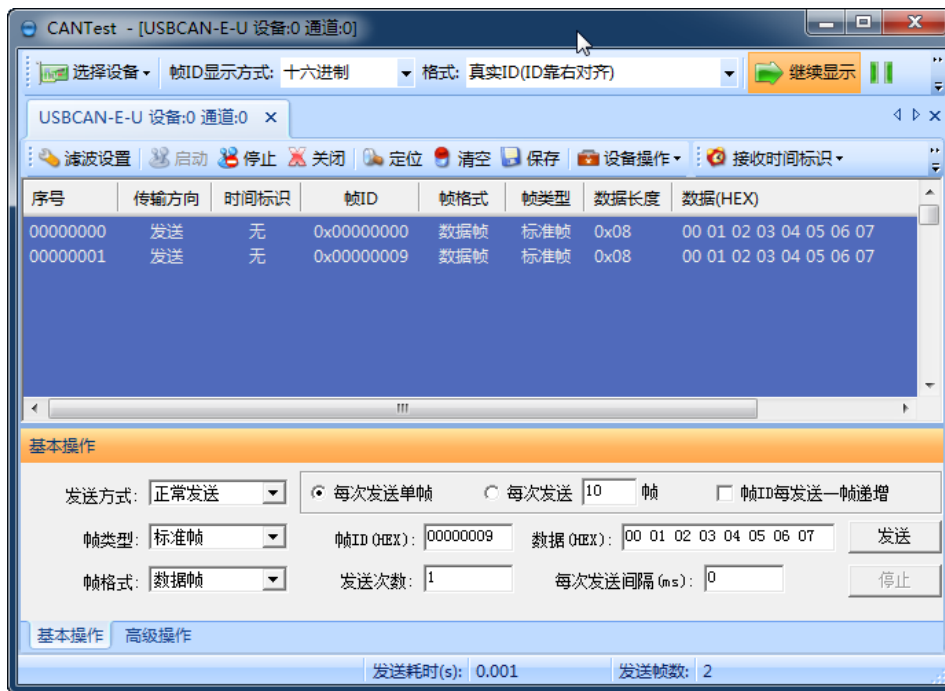 CANTest - [USBCAN-E-U 设备:0 通道:0]
选择设备 帧ID显示方式: 十六进制 格式: 真实ID(ID靠右对齐) 继续显示
USBCAN-E-U 设备:0 通道:0
滤波设置 启动 停止 关闭 定位 清空 保存 设备操作 接收时间标识
序号 传输方向 时间标识 帧ID 帧格式 帧类型 数据长度 数据(HEX)
00000000 发送 无 0x00000000 数据帧 标准帧 0x08 00 01 02 03 04 05 06 07
00000001 发送 无 0x00000009 数据帧 标准帧 0x08 00 01 02 03 04 05 06 07
基本操作
发送方式: 正常发送 每次发送单帧 每次发送 10 帧 帧ID每发送一帧递增
帧类型: 标准帧 帧ID(HEX): 00000009 数据(HEX): 00 01 02 03 04 05 06 07 发送
帧格式: 数据帧 发送次数: 1 每次发送间隔(ms): 0 停止
基本操作 高级操作
发送耗时(s): 0.001 发送帧数: 2